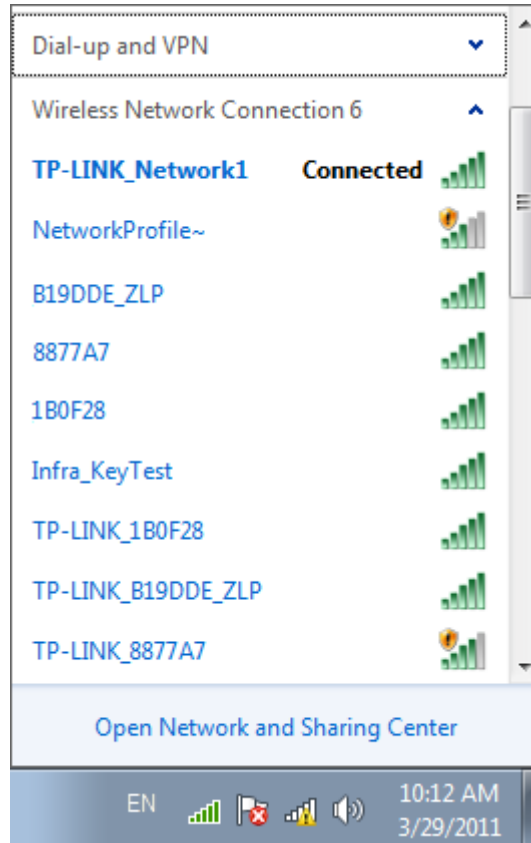 Dial-up and VPN
Wireless Network Connection 6
TP-LINK_Network1 Connected
NetworkProfile~
B19DDE_ZLP
8877A7
1B0F28
Infra_KeyTest
TP-LINK_1B0F28
TP-LINK_B19DDE_ZLP
TP-LINK_8877A7
Open Network and Sharing Center
EN
10:12 AM
3/29/2011